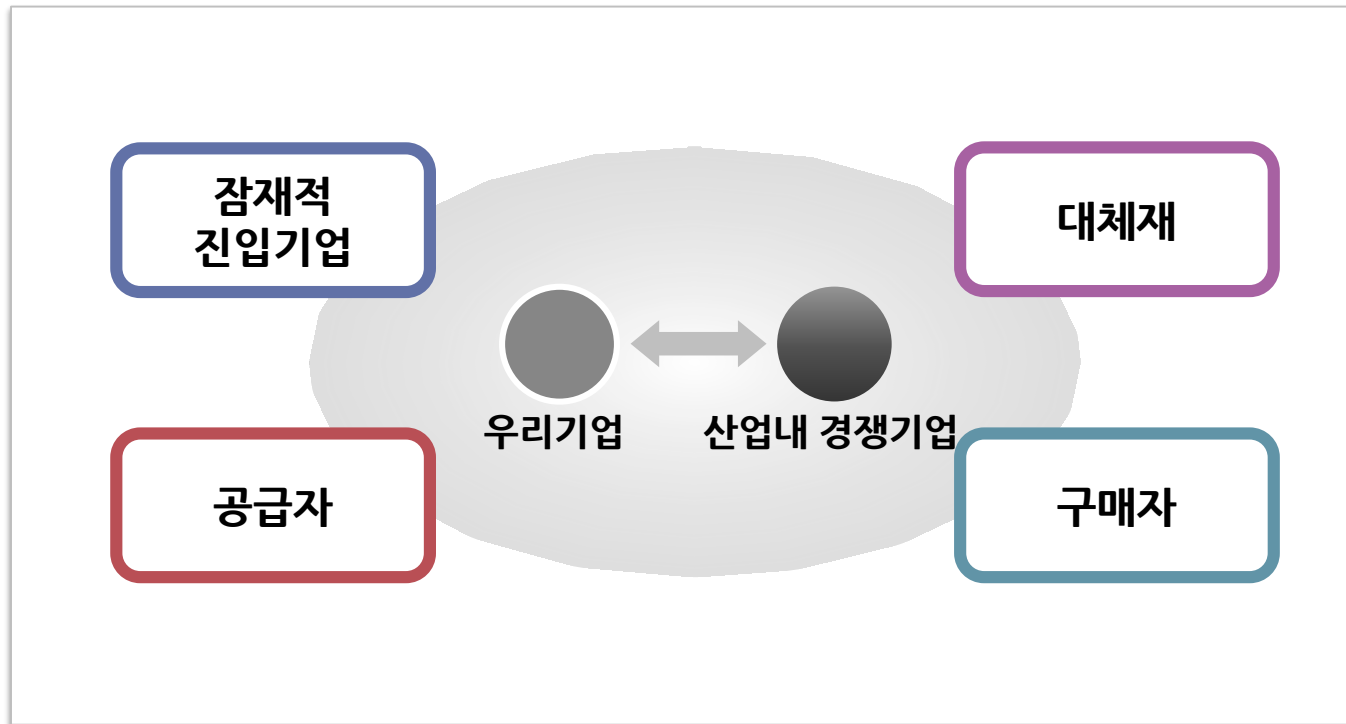 잠재적
진입기업
대체재
우리기업
산업내 경쟁기업
공급자
구매자